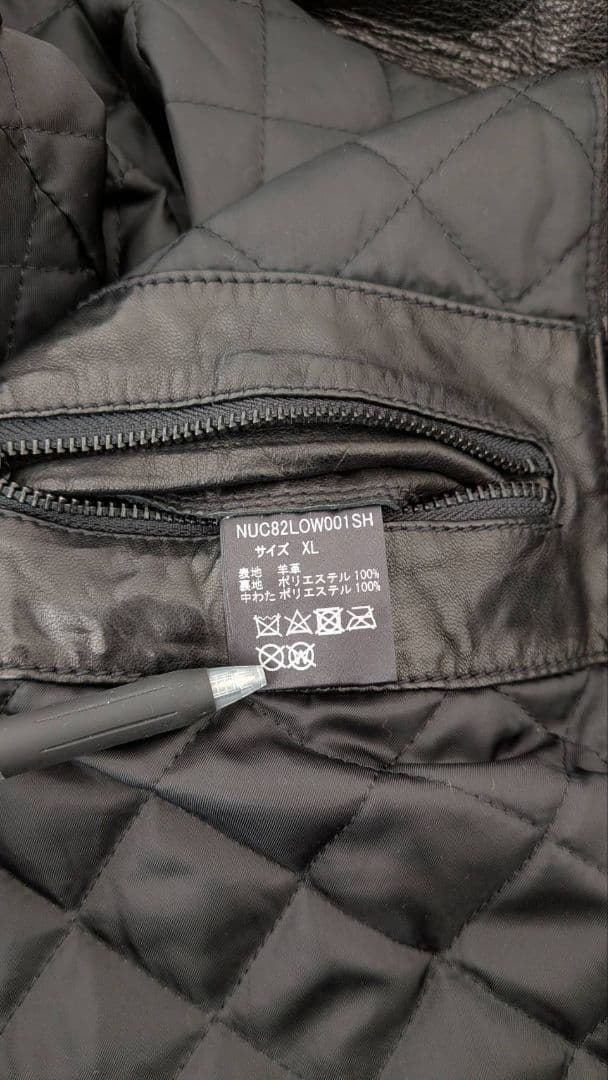 NUC82LOW001SH
サイズ XL
表地 羊革
裏地 ポリエステル 100%
中わた ポリエステル 100%
W